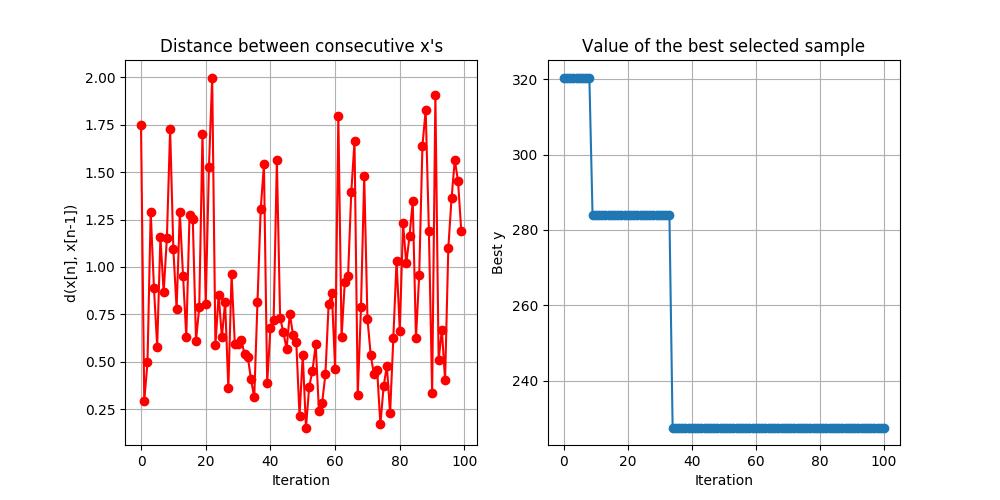 Distance between consecutive x's
d(x[n], x[n-1])
2.00
1.75
1.50
1.25
1.00
0.75
0.50
0.25
0 20 40 60 80 100
Iteration
Value of the best selected sample
Best y
320
300
280
260
240
0 20 40 60 80 100
Iteration